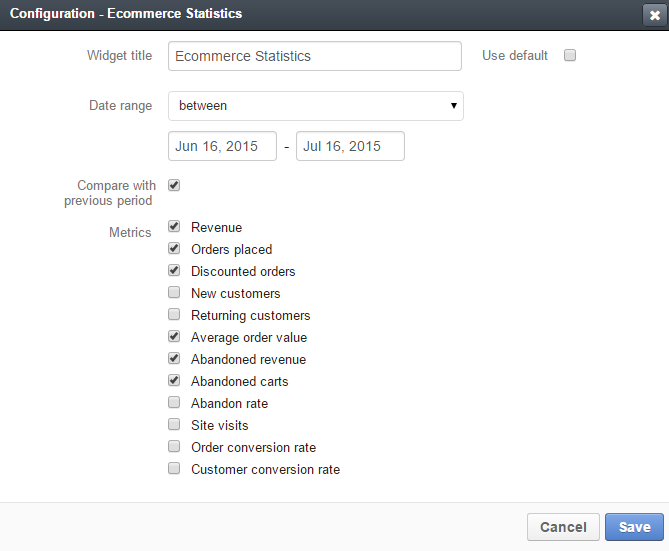 Configuration - Ecommerce Statistics
Widget title
Ecommerce Statistics
Use default
Date range
between
Jun 16, 2015 - Jul 16, 2015
Compare with
previous period
Metrics
Revenue
Orders placed
Discounted orders
New customers
Returning customers
Average order value
Abandoned revenue
Abandoned carts
Abandon rate
Site visits
Order conversion rate
Customer conversion rate
Cancel
Save